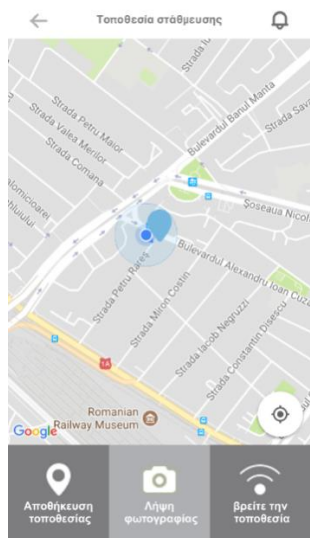 Τοποθεσία στάθμευσης
Bulevardul Banul Manta
Strada Petru Maior
Strada Valea Merilor
Strada Comana
Șoseaua Nicol
Bulevardul Alexandru Ioan Cuza
Strada Petru Rareș
Strada Miron Costin
Strada Iacob Negruzzi
Strada Constantin Disescu
1A
Romanian
Railway Museum
Google
Αποθήκευση
τοποθεσίας
Λήψη
φωτογραφίας
βρείτε την
τοποθεσία